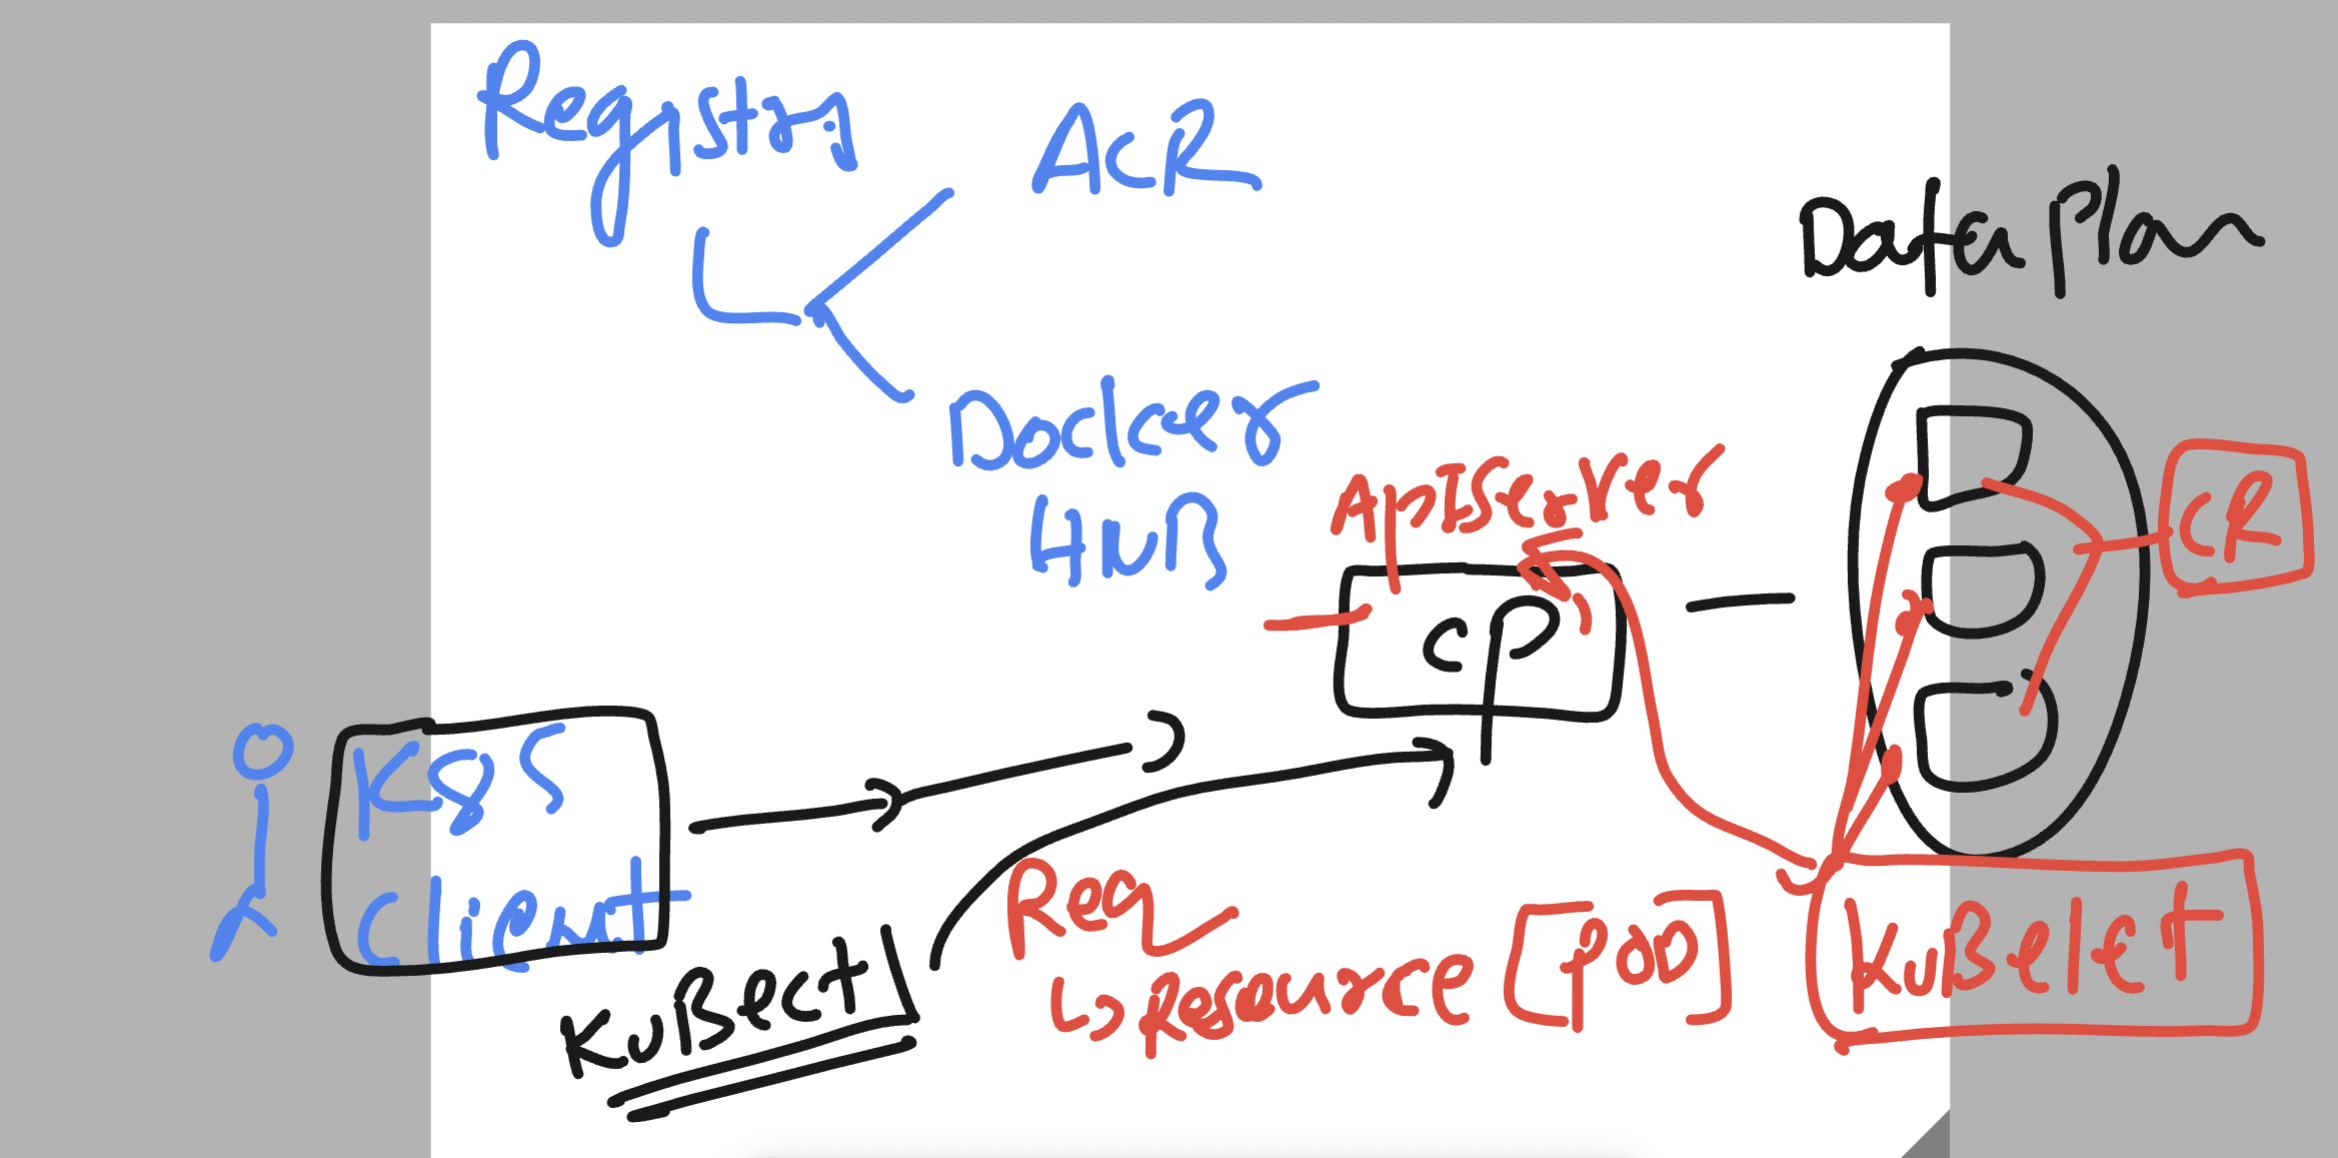 Registry
ACR
Docker
HUB
Data Plan
ApiServer
CP
CR
K8S
Client
KuBectl
Req
Resource [POD]
KuBelet